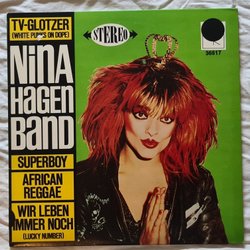 TV-GLOTZER
(WHITE PUNKS ON DOPE)
STEREO
36817
NINA
HAGEN
BAND
SUPERBOY
AFRICAN
REGGAE
WIR LEBEN
IMMER NOCH
(LUCKY NUMBER)